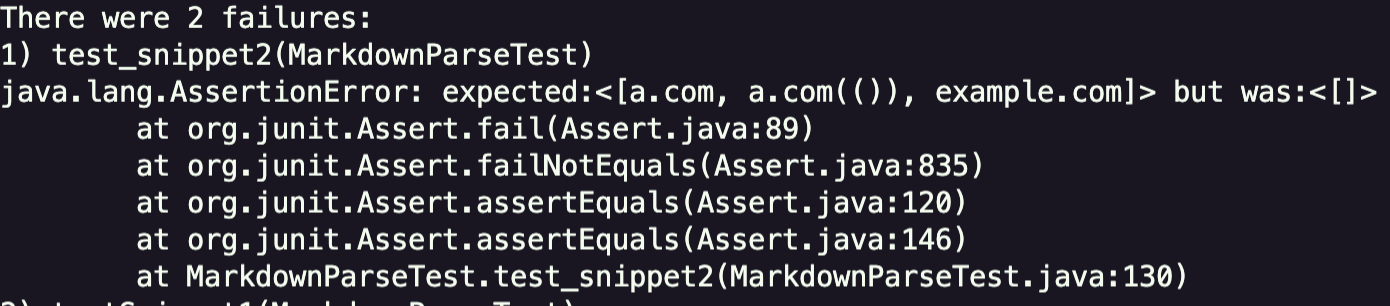 There were 2 failures:
1) test_snippet2(MarkdownParseTest)
java.lang.AssertionError: expected:<[a.com, a.com(()), example.com]> but was:<[]>
        at org.junit.Assert.fail(Assert.java:89)
        at org.junit.Assert.failNotEquals(Assert.java:835)
        at org.junit.Assert.assertEquals(Assert.java:120)
        at org.junit.Assert.assertEquals(Assert.java:146)
        at MarkdownParseTest.test_snippet2(MarkdownParseTest.java:130)